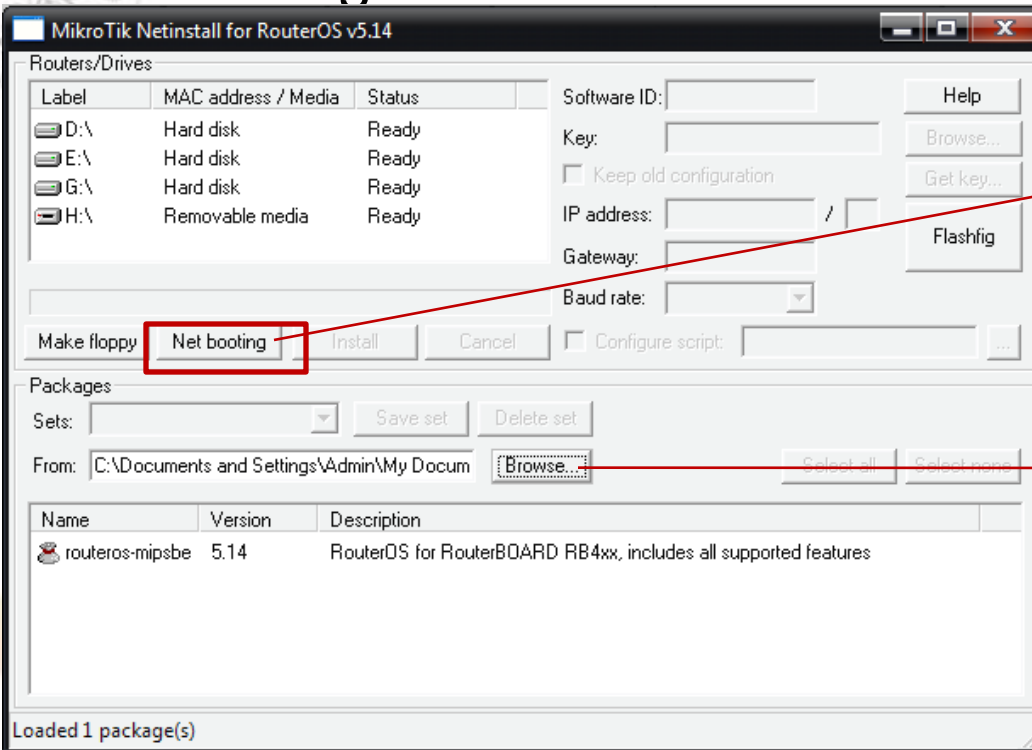 MikroTik Netinstall for RouterOS v5.14
Routers/Drives
Label MAC address / Media Status
D:\ Hard disk Ready
E:\ Hard disk Ready
G:\ Hard disk Ready
H:\ Removable media Ready
Software ID: Help
Key: Browse...
Keep old configuration Get key...
IP address: / Flashfig
Gateway:
Baud rate:
Make floppy Net booting Install Cancel Configure script: ...
Packages
Sets: Save set Delete set
From: C:\Documents and Settings\Admin\My Docum Browse... Select all Select none
Name Version Description
routeros-mipsbe 5.14 RouterOS for RouterBOARD RB4xx, includes all supported features
Loaded 1 package(s)